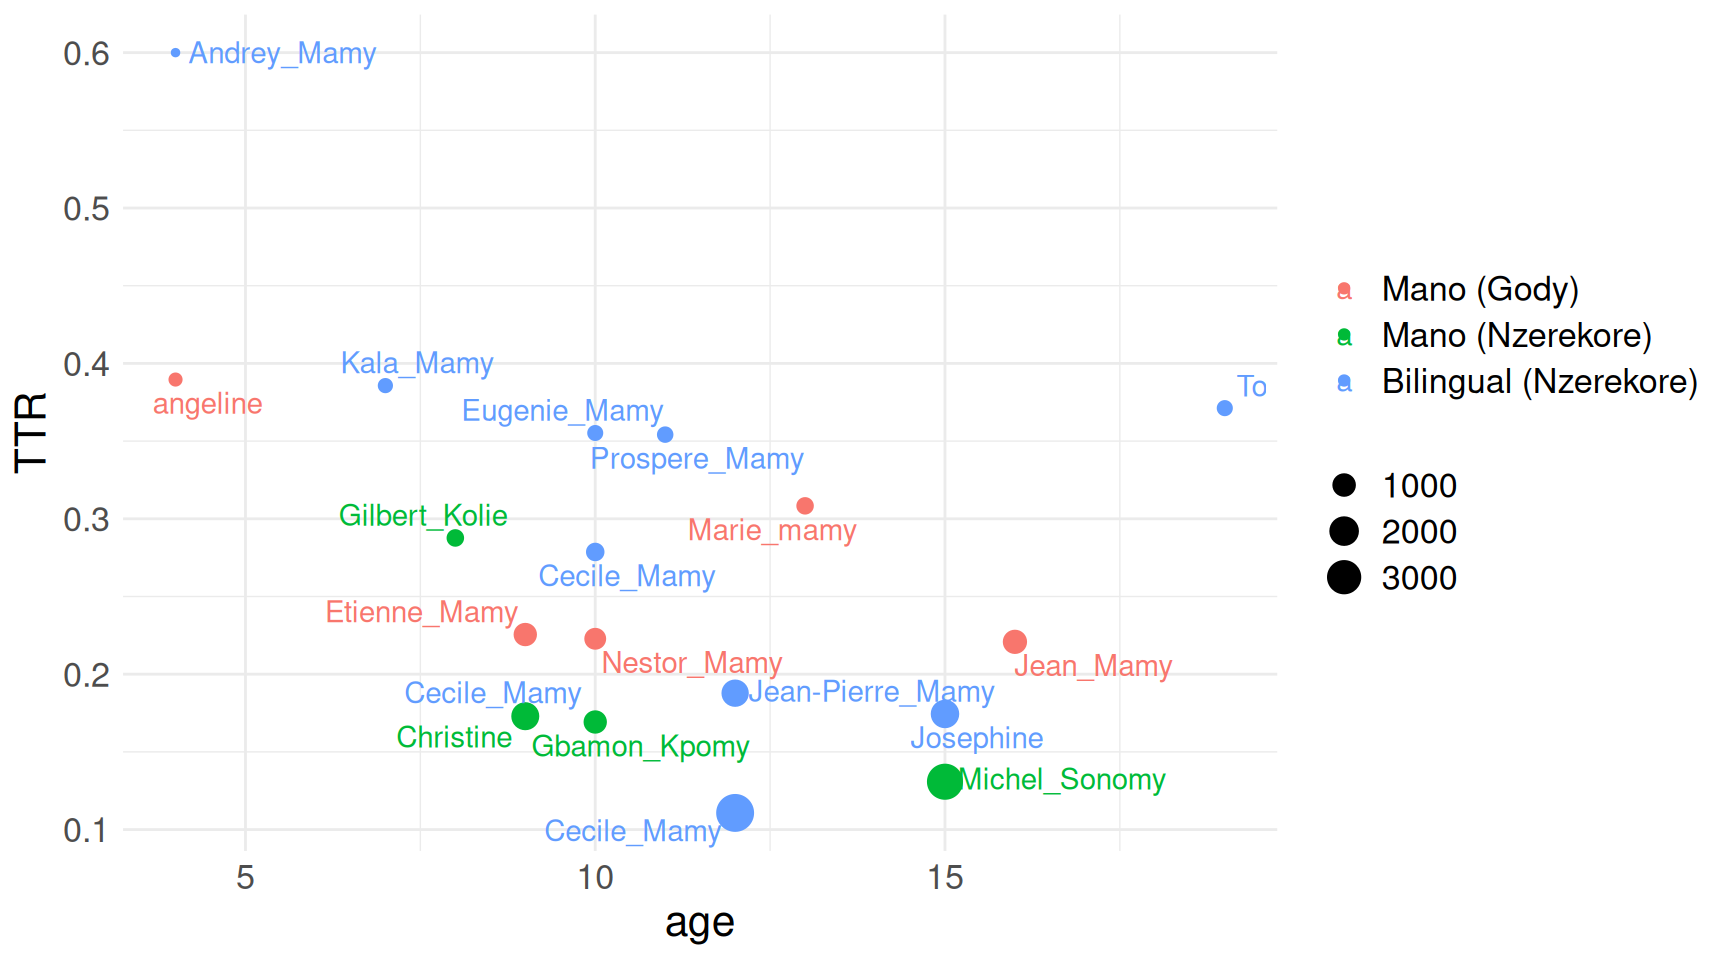 0.6
Andrey_Mamy
0.5
0.4
Kala_Mamy
angeline
Eugenie_Mamy
Prospere_Mamy
To
Gilbert_Kolie
0.3
Marie_mamy
Cecile_Mamy
Etienne_Mamy
Nestor_Mamy
Jean_Mamy
0.2
Cecile_Mamy
Jean-Pierre_Mamy
Christine
Gbamon_Kpomy
Josephine
Michel_Sonomy
0.1
Cecile_Mamy
5
10
15
age
TTR
a Mano (Gody)
a Mano (Nzerekore)
a Bilingual (Nzerekore)
1000
2000
3000